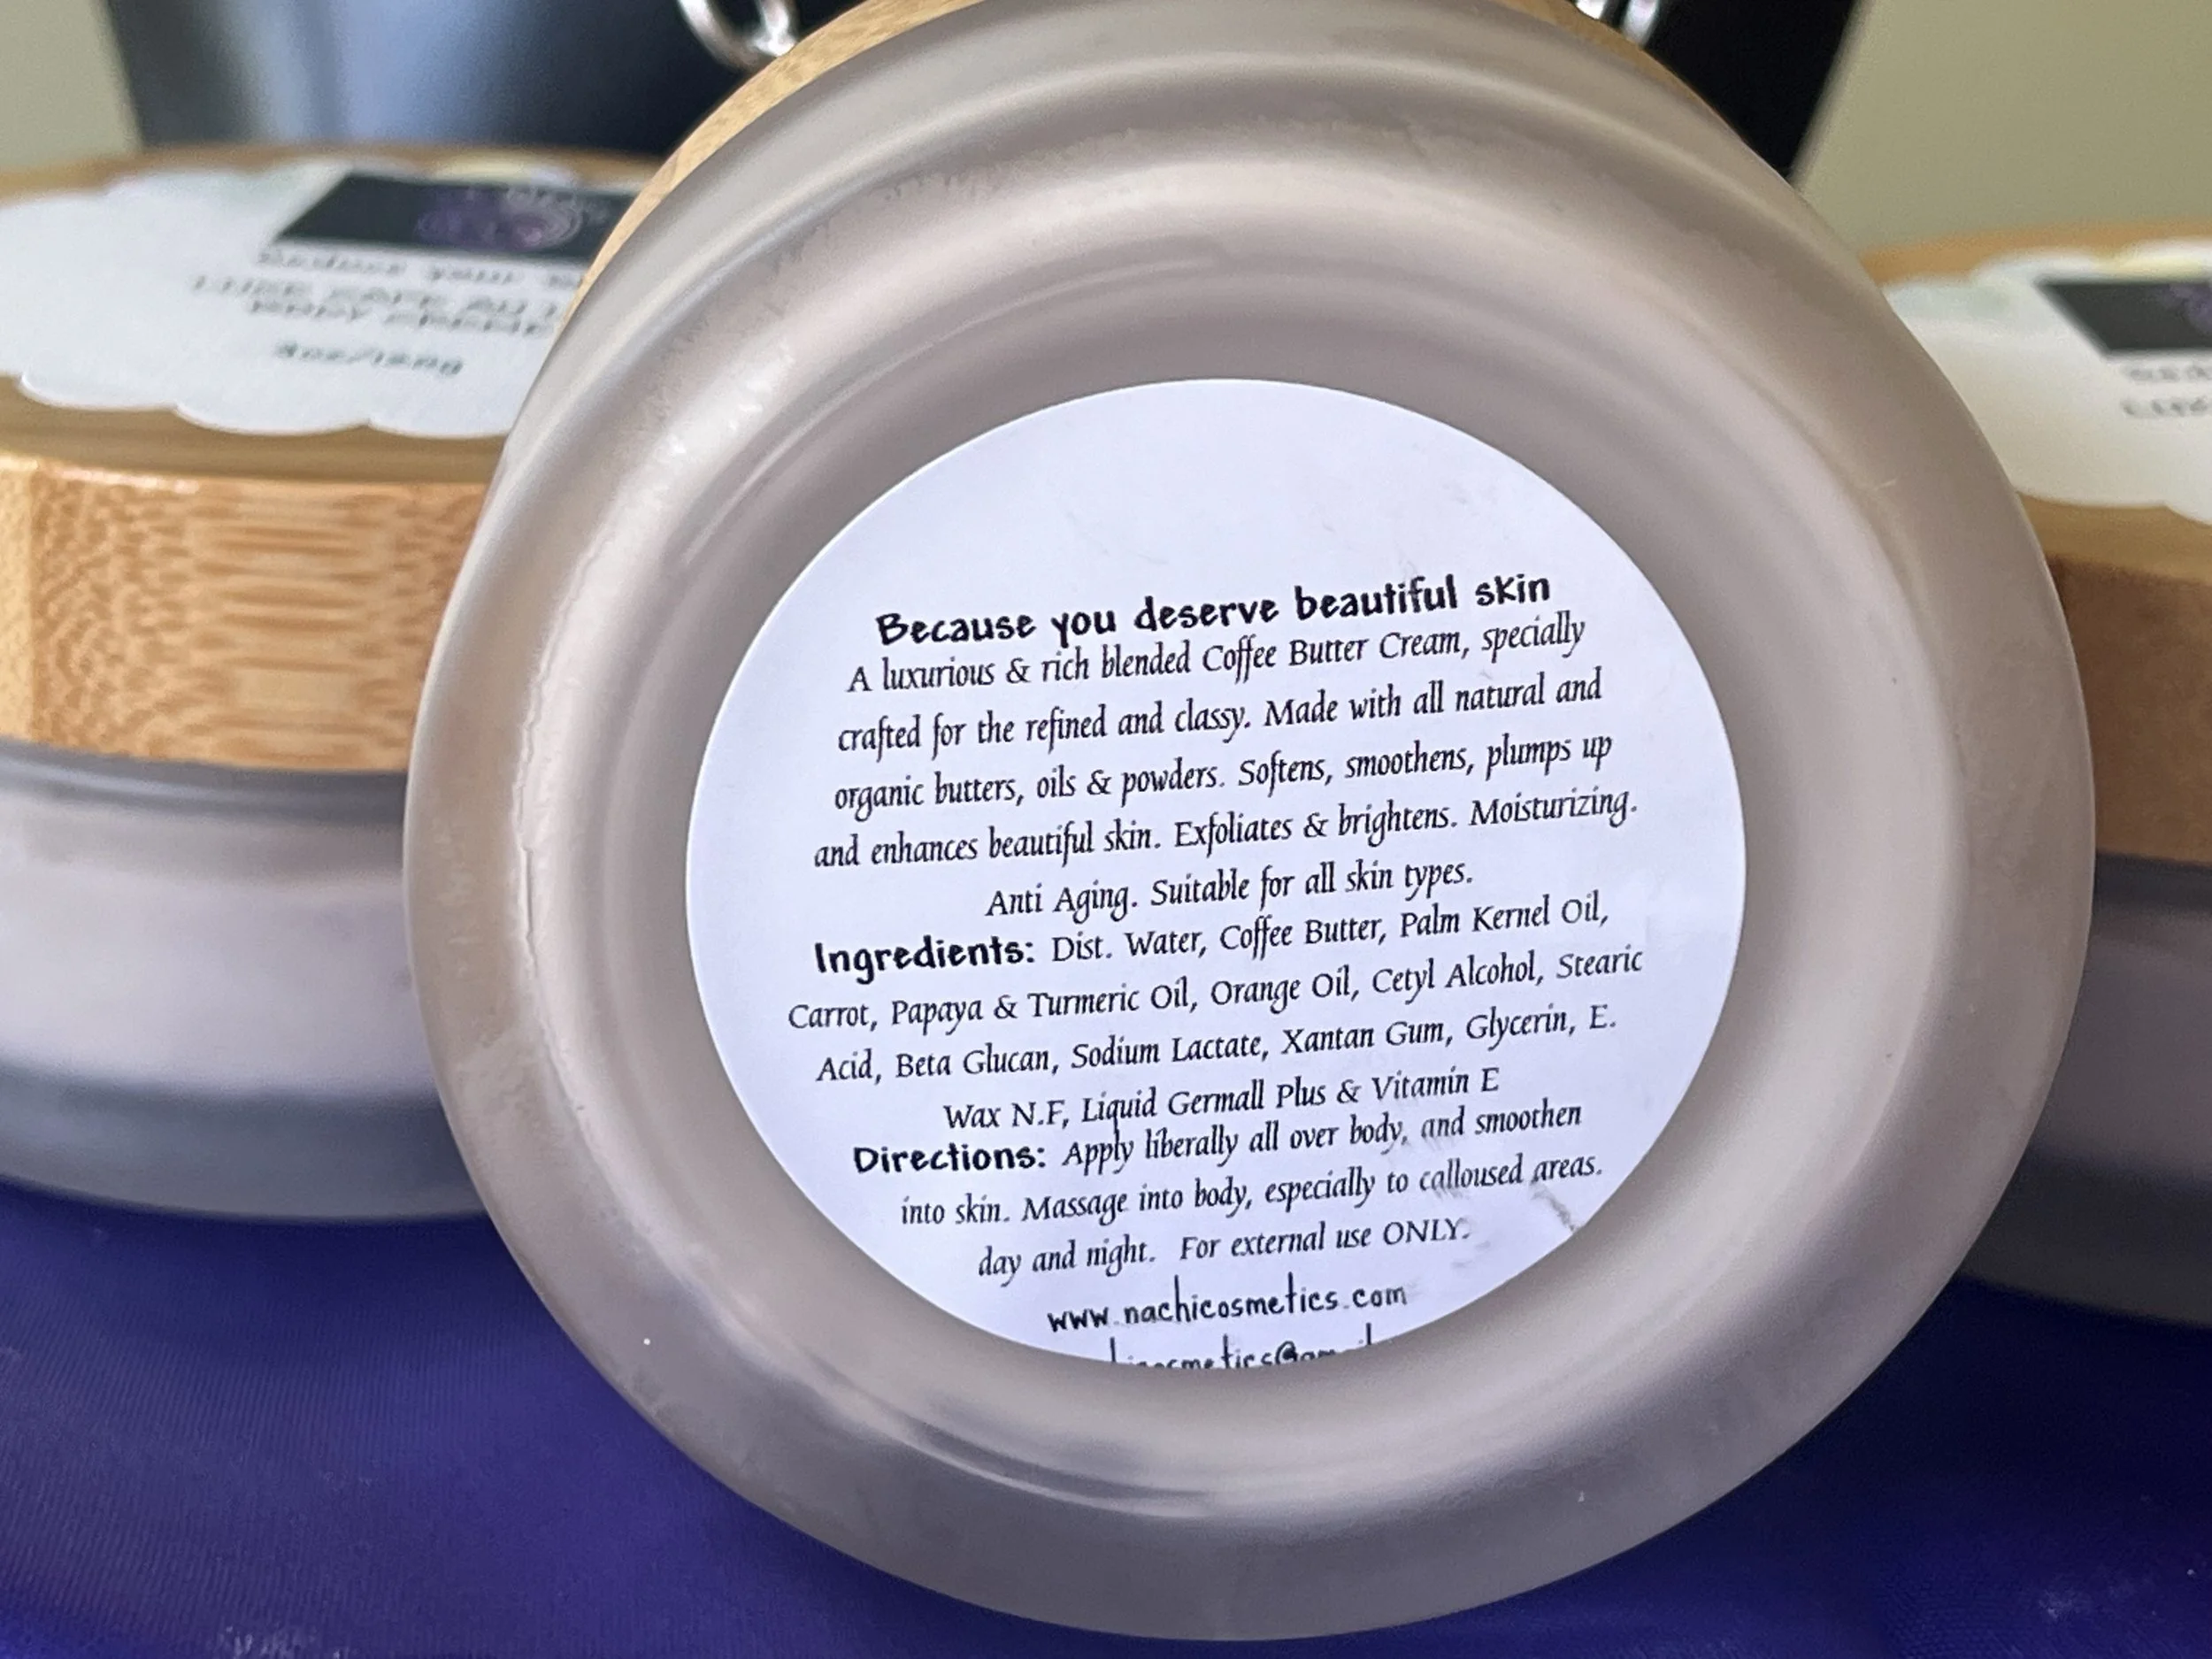 Because you deserve beautiful skin
A luxurious & rich blended Coffee Butter Cream, specially
crafted for the refined and classy. Made with all natural and
organic butters, oils & powders. Softens, smoothens, plumps up
and enhances beautiful skin. Exfoliates & brightens. Moisturizing.
Anti Aging. Suitable for all skin types.
Ingredients: Dist. Water, Coffee Butter, Palm Kernel Oil,
Carrot, Papaya & Turmeric Oil, Orange Oil, Cetyl Alcohol, Stearic
Acid, Beta Glucan, Sodium Lactate, Xantan Gum, Glycerin, E.
Wax N.F, Liquid Germall Plus & Vitamin E
Directions: Apply liberally all over body, and smoothen
into skin. Massage into body, especially to calloused areas.
day and night. For external use ONLY.
www.nachicosmetics.com